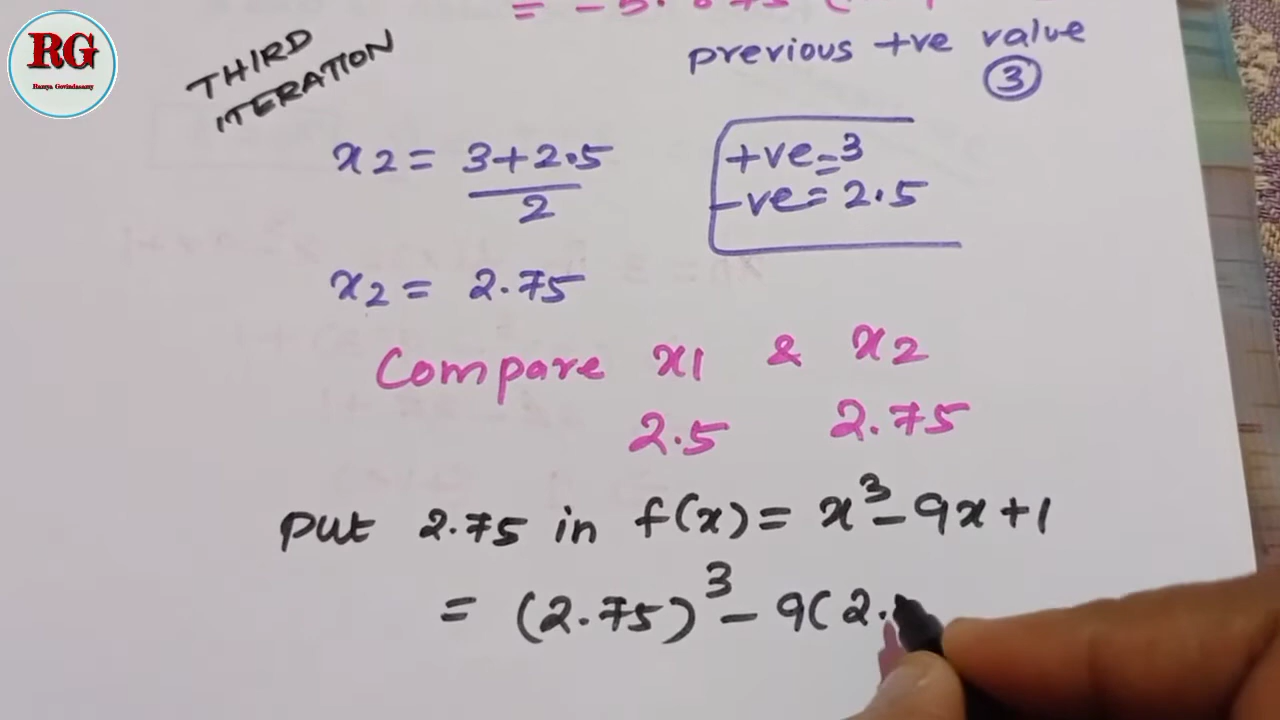 RG
Ramya Govindasamy
previous +ve value
3
THIRD
ITERATION
x2 = 3+2.5
2
+ve = 3
-ve = 2.5
x2 = 2.75
Compare x1 & x2
2.5 2.75
Put 2.75 in f(x) = x³ - 9x + 1
= (2.75)³ - 9(2.